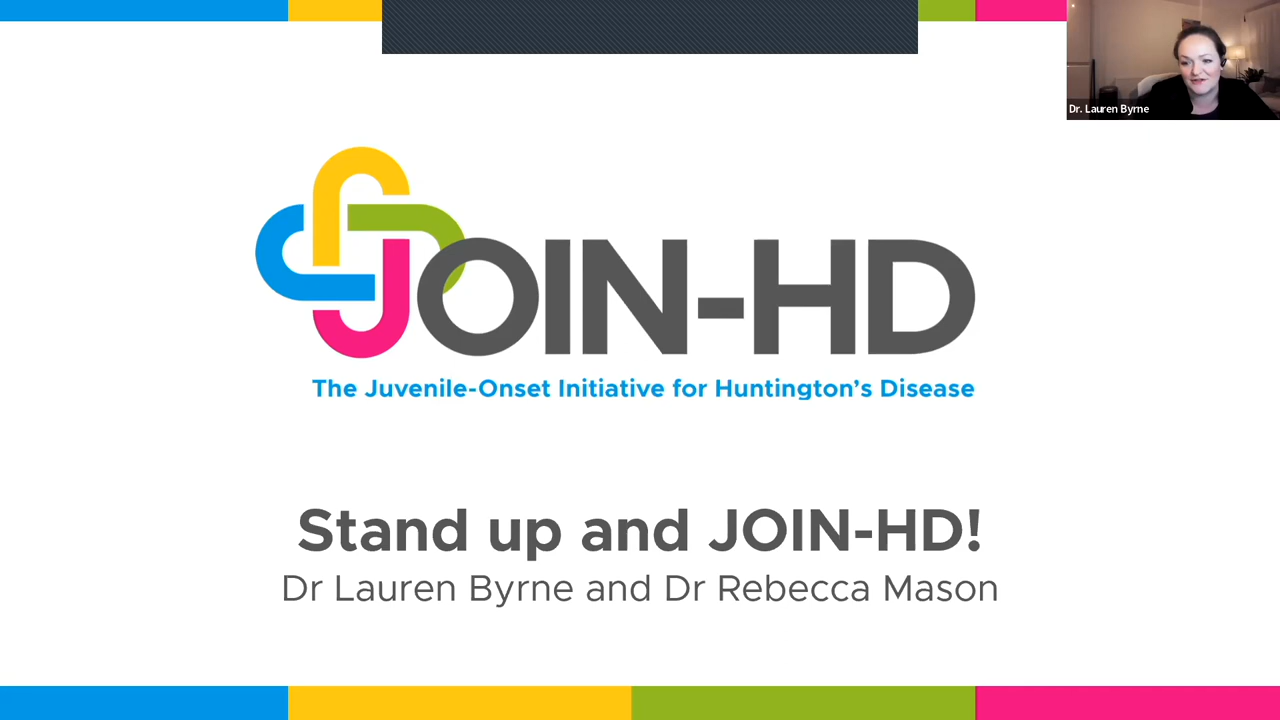 Dr. Lauren Byrne
JOIN-HD
The Juvenile-Onset Initiative for Huntington’s Disease
Stand up and JOIN-HD!
Dr Lauren Byrne and Dr Rebecca Mason